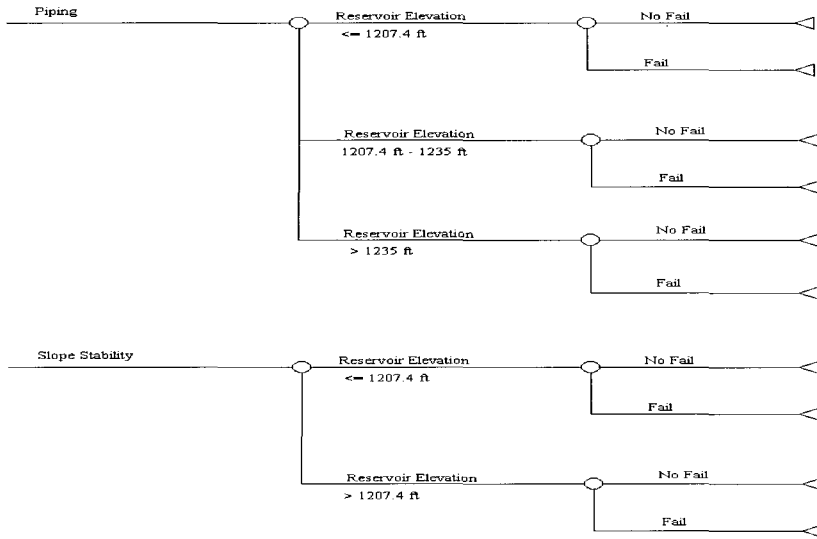 Piping
Reservoir Elevation
<= 1207.4 ft
No Fail
Fail
Reservoir Elevation
1207.4 ft - 1235 ft
No Fail
Fail
Reservoir Elevation
> 1235 ft
No Fail
Fail
Slope Stability
Reservoir Elevation
<= 1207.4 ft
No Fail
Fail
Reservoir Elevation
> 1207.4 ft
No Fail
Fail